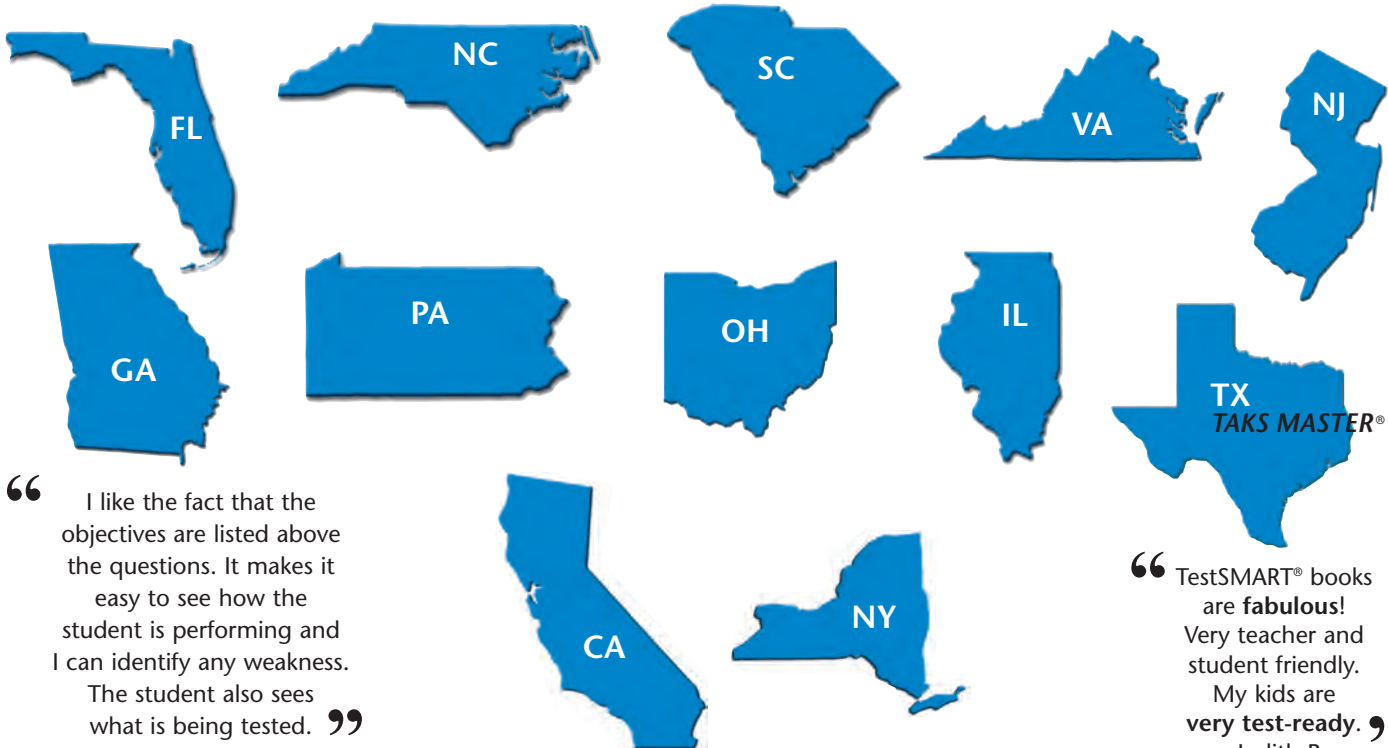 FL
NC
SC
VA
NJ
GA
PA
OH
IL
TX
TAKS MASTER®
CA
NY
“ I like the fact that the
objectives are listed above
the questions. It makes it
easy to see how the
student is performing and
I can identify any weakness.
The student also sees
what is being tested. ”
“ TestSMART® books
are fabulous!
Very teacher and
student friendly.
My kids are
very test-ready. ”